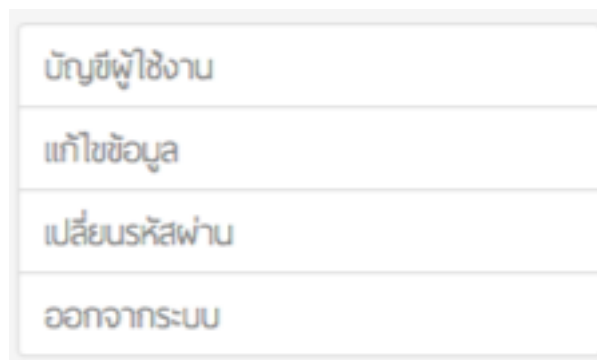 บัญชีผู้ใช้งาน
แก้ไขข้อมูล
เปลี่ยนรหัสผ่าน
ออกจากระบบ